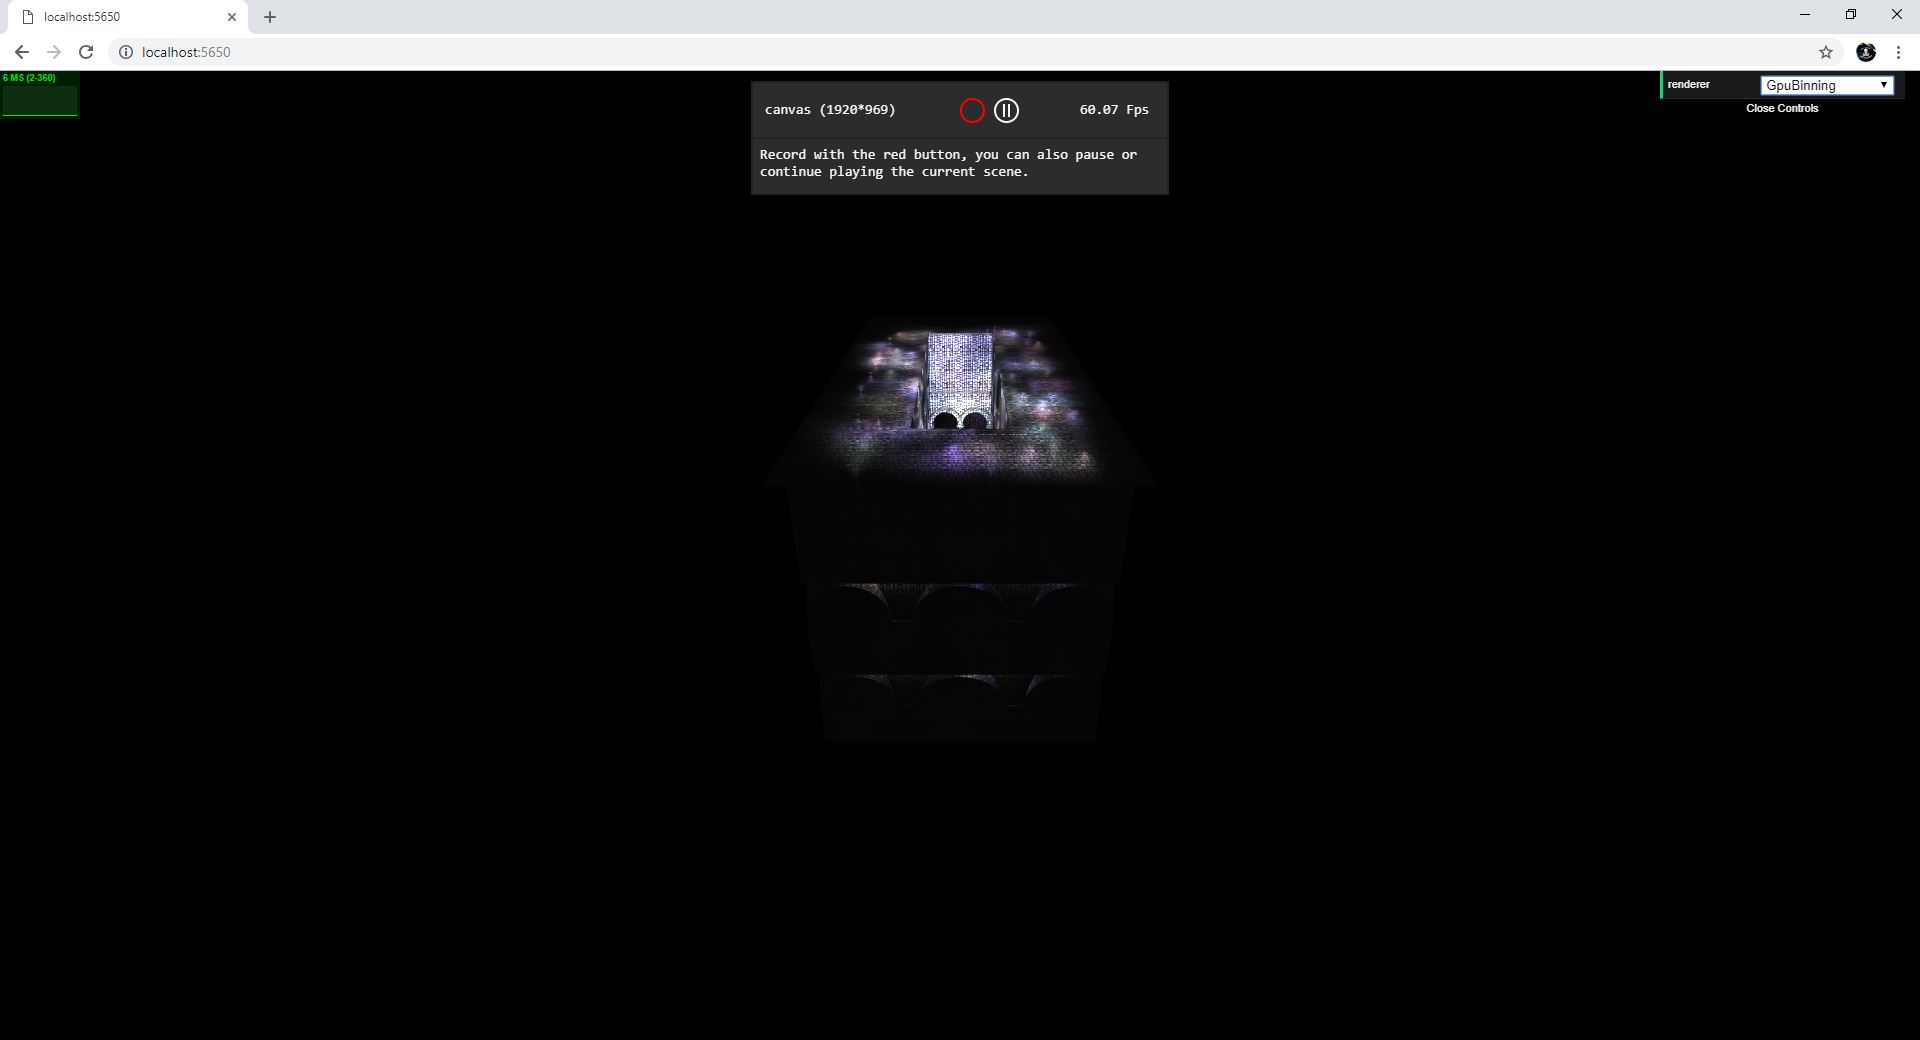 localhost:5650
localhost:5650
6 MS (2-360)
canvas (1920*969)
60.07 Fps
Record with the red button, you can also pause or
continue playing the current scene.
renderer
GpuBinning
Close Controls